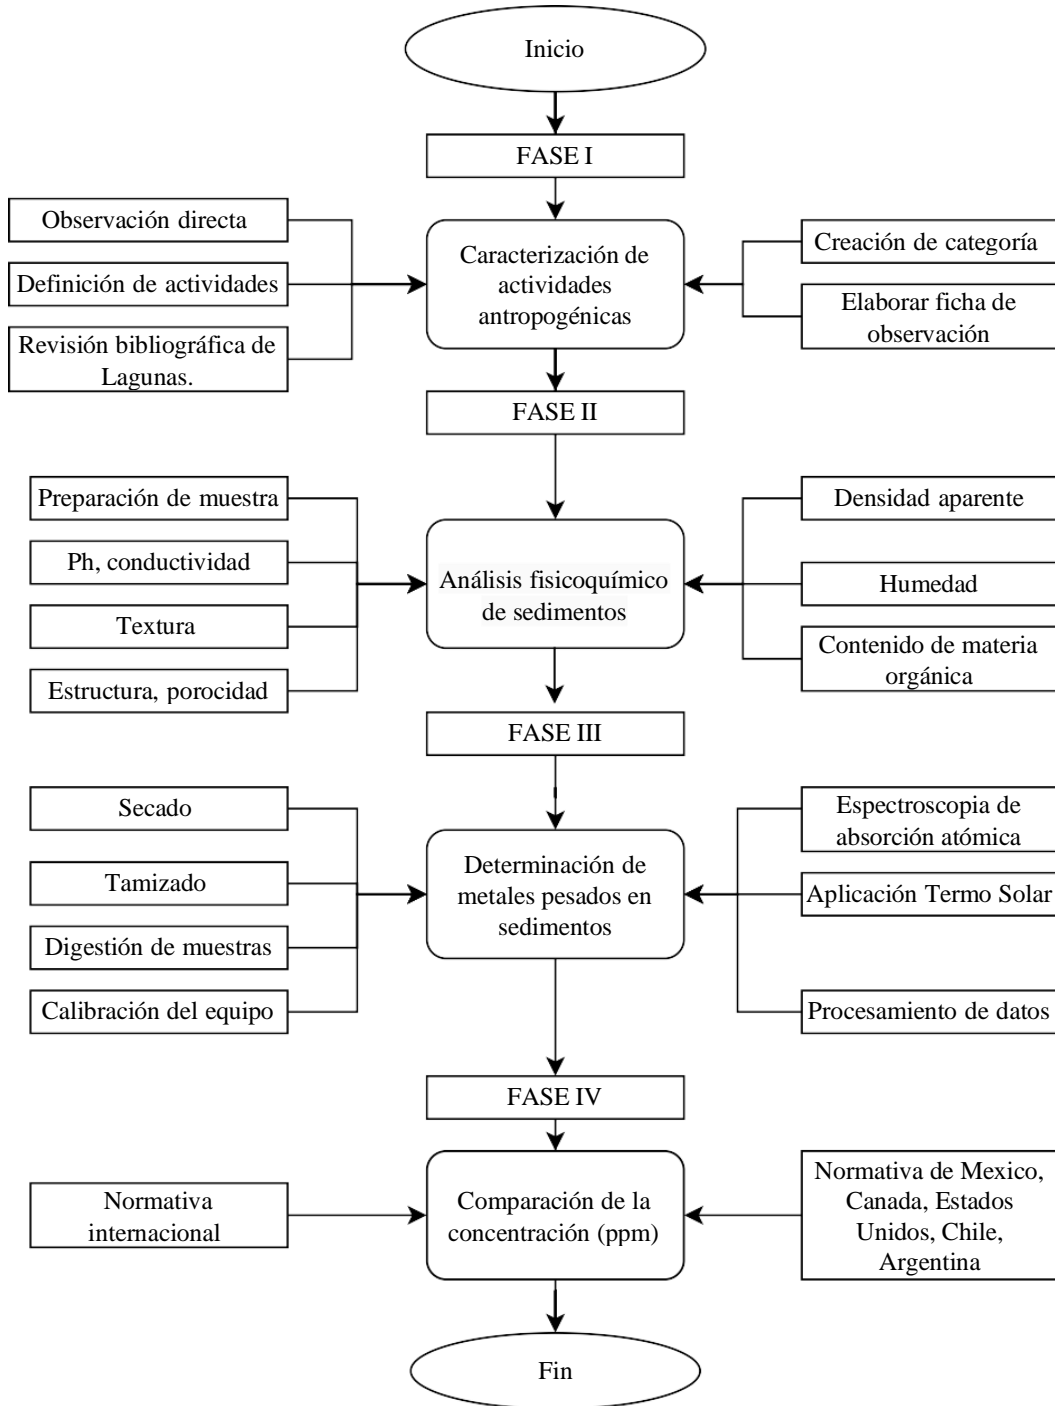 Inicio
FASE I
Observación directa
Definición de actividades
Revisión bibliográfica de
Lagunas.
Caracterización de
actividades
antropogénicas
Creación de categoría
Elaborar ficha de
observación
FASE II
Preparación de muestra
Ph, conductividad
Textura
Estructura, porocidad
Análisis fisicoquímico
de sedimentos
Densidad aparente
Humedad
Contenido de materia
orgánica
FASE III
Secado
Tamizado
Digestión de muestras
Calibración del equipo
Determinación de
metales pesados en
sedimentos
Espectroscopia de
absorción atómica
Aplicación Termo Solar
Procesamiento de datos
FASE IV
Normativa
internacional
Comparación de la
concentración (ppm)
Normativa de Mexico,
Canada, Estados
Unidos, Chile,
Argentina
Fin